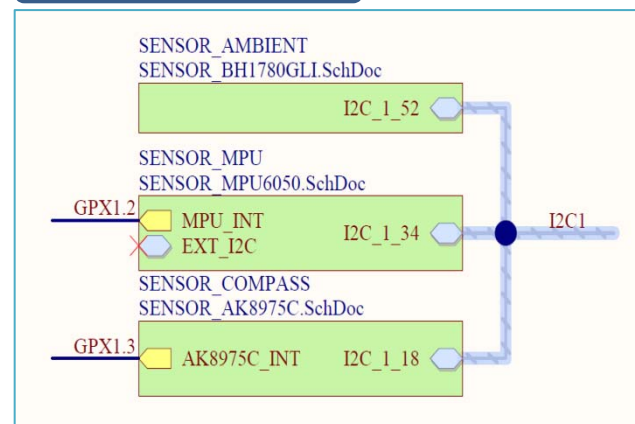 SENSOR_AMBIENT
SENSOR_BH1780GLI.SchDoc
I2C_1_52
SENSOR_MPU
SENSOR_MPU6050.SchDoc
GPX1.2
MPU_INT
I2C_1_34
I2C1
EXT_I2C
SENSOR_COMPASS
SENSOR_AK8975C.SchDoc
GPX1.3
AK8975C_INT
I2C_1_18